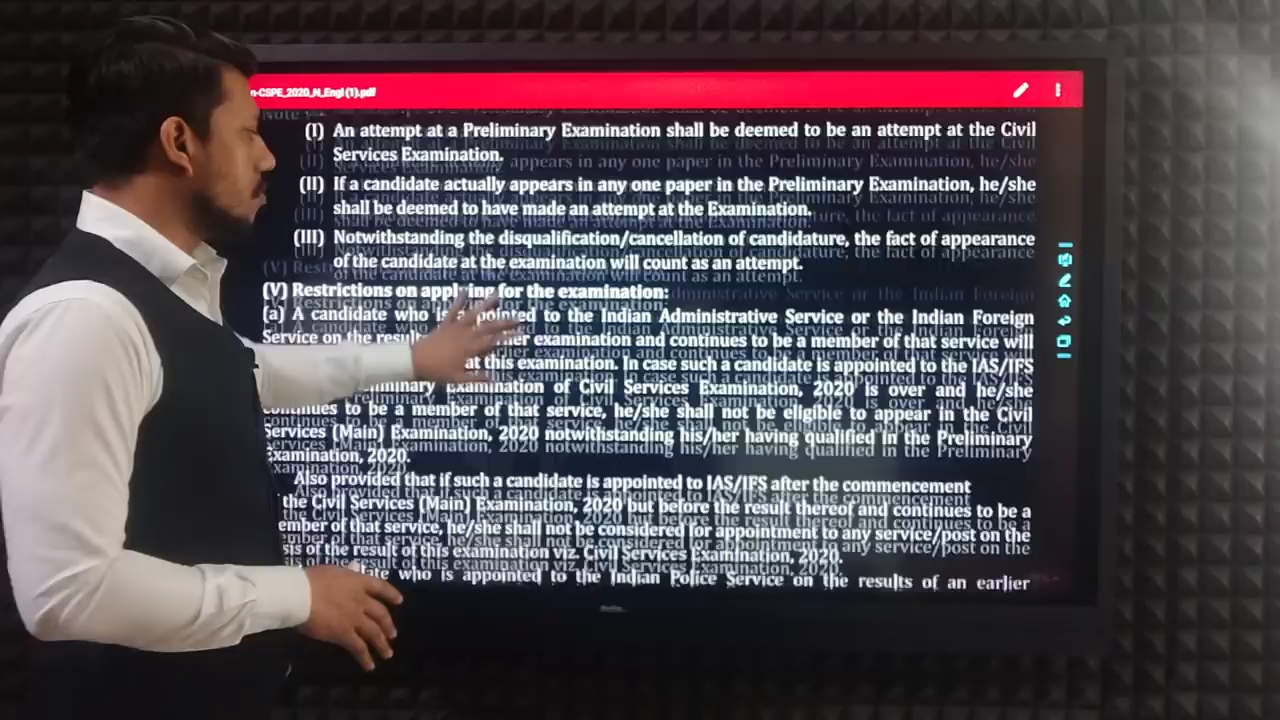 n-CSPE_2020_N_Engl (1).pdf
Note
(I) An attempt at a Preliminary Examination shall be deemed to be an attempt at the Civil
Services Examination.
(II) If a candidate actually appears in any one paper in the Preliminary Examination, he/she
shall be deemed to have made an attempt at the Examination.
(III) Notwithstanding the disqualification/cancellation of candidature, the fact of appearance
of the candidate at the examination will count as an attempt.
(V) Restrictions on applying for the examination:
(a) A candidate who is appointed to the Indian Administrative Service or the Indian Foreign
Service on the result er examination and continues to be a member of that service will
at this examination. In case such a candidate is appointed to the IAS/IFS
Examination of Civil Services Examination, 2020 is over and he/she
continues to be a member of that service, he/she shall not be eligible to appear in the Civil
Services (Main) Examination, 2020 notwithstanding his/her having qualified in the Preliminary
Examination, 2020.
Also provided that if such a candidate is appointed to IAS/IFS after the commencement
the Civil Services (Main) Examination, 2020 but before the result thereof and continues to be a
ember of that service, he/she shall not be considered for appointment to any service/post on the
sis of the result of this examination viz. Civil Services Examination, 2020.
ate who is appointed to the Indian Police Service on the results of an earlier